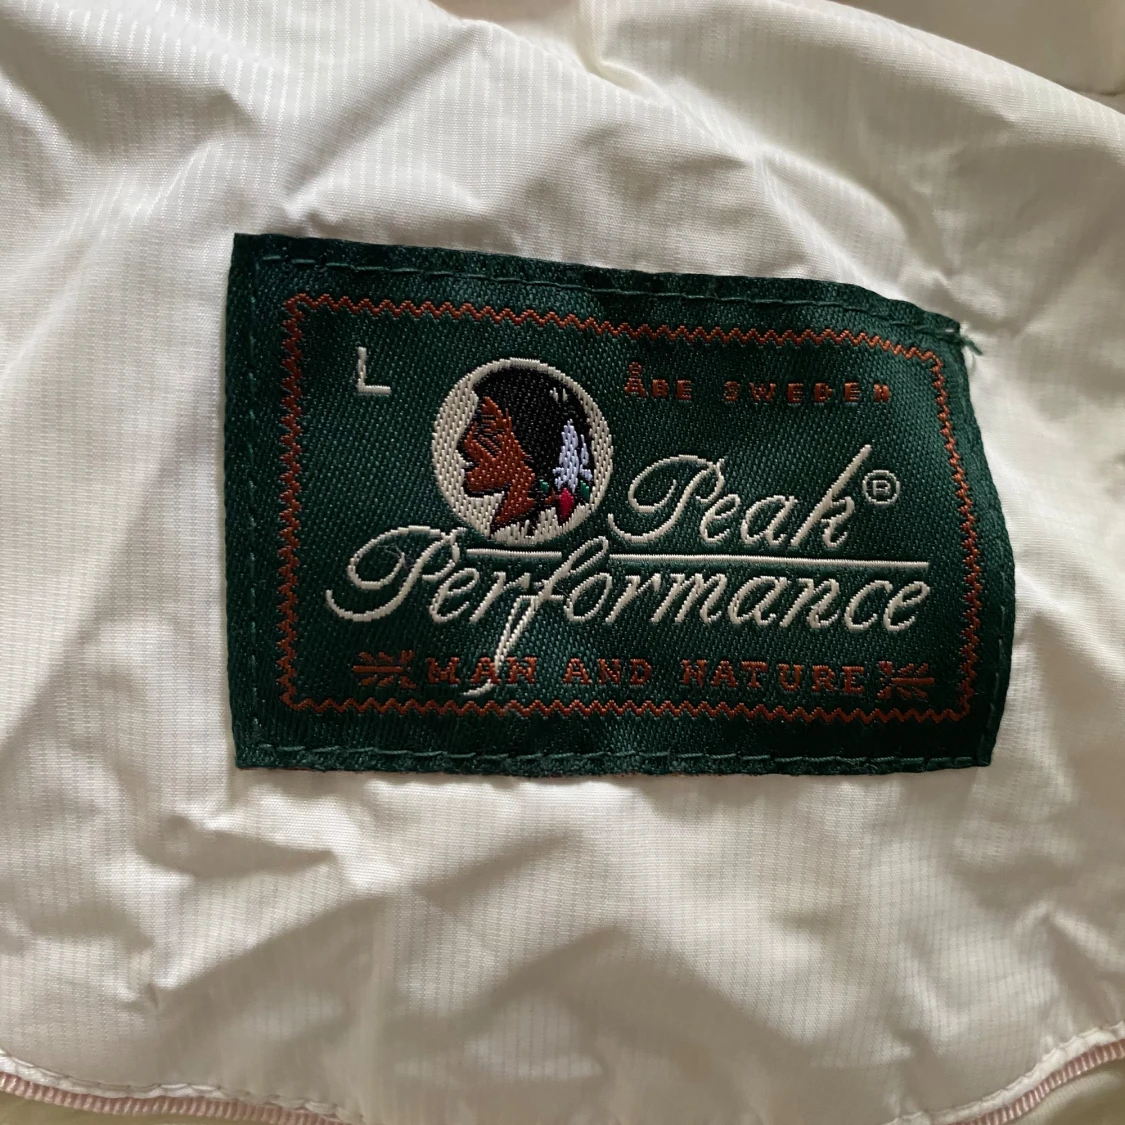 L
ÅRE SWEDEN
Peak®
Performance
MAN AND NATURE